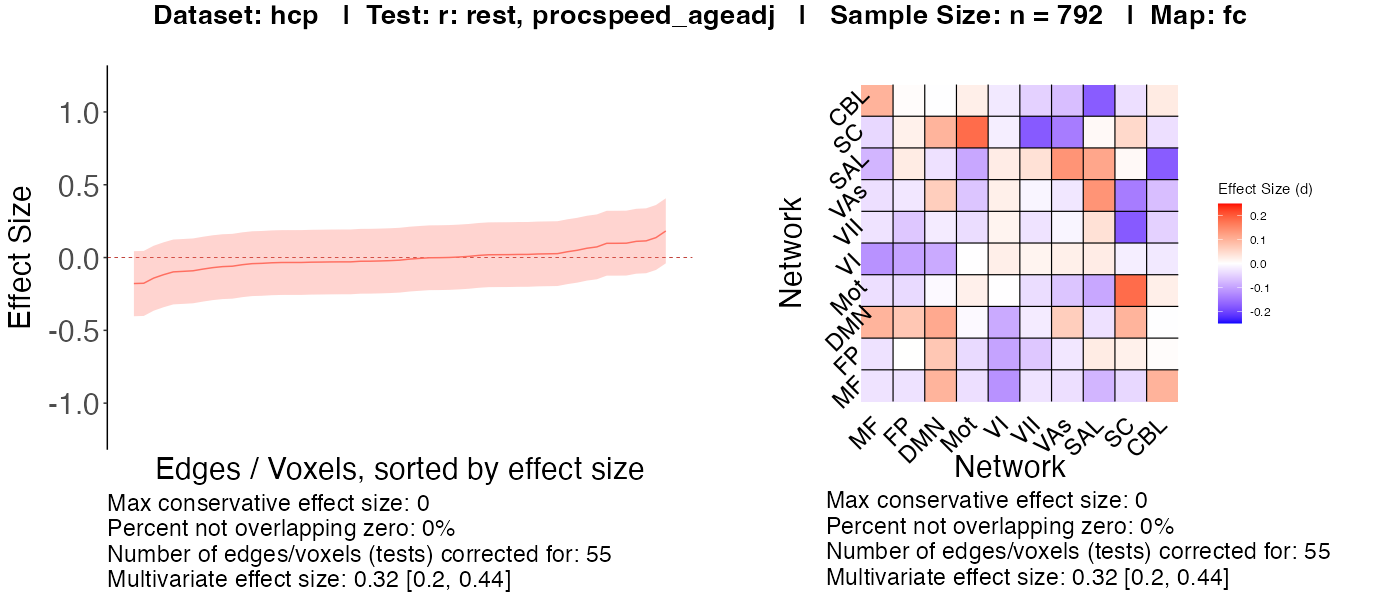 Dataset: hcp | Test: r: rest, procspeed_ageadj | Sample Size: n = 792 | Map: fc
Effect Size
1.0
0.5
0.0
-0.5
-1.0
Edges / Voxels, sorted by effect size
Max conservative effect size: 0
Percent not overlapping zero: 0%
Number of edges/voxels (tests) corrected for: 55
Multivariate effect size: 0.32 [0.2, 0.44]
Network
CBL
SC
SAL
VAs
VII
VI
Mot
DMN
FP
MF
MF FP DMN Mot VI VII VAs SAL SC CBL
Network
Effect Size (d)
0.2
0.1
0.0
-0.1
-0.2
Max conservative effect size: 0
Percent not overlapping zero: 0%
Number of edges/voxels (tests) corrected for: 55
Multivariate effect size: 0.32 [0.2, 0.44]